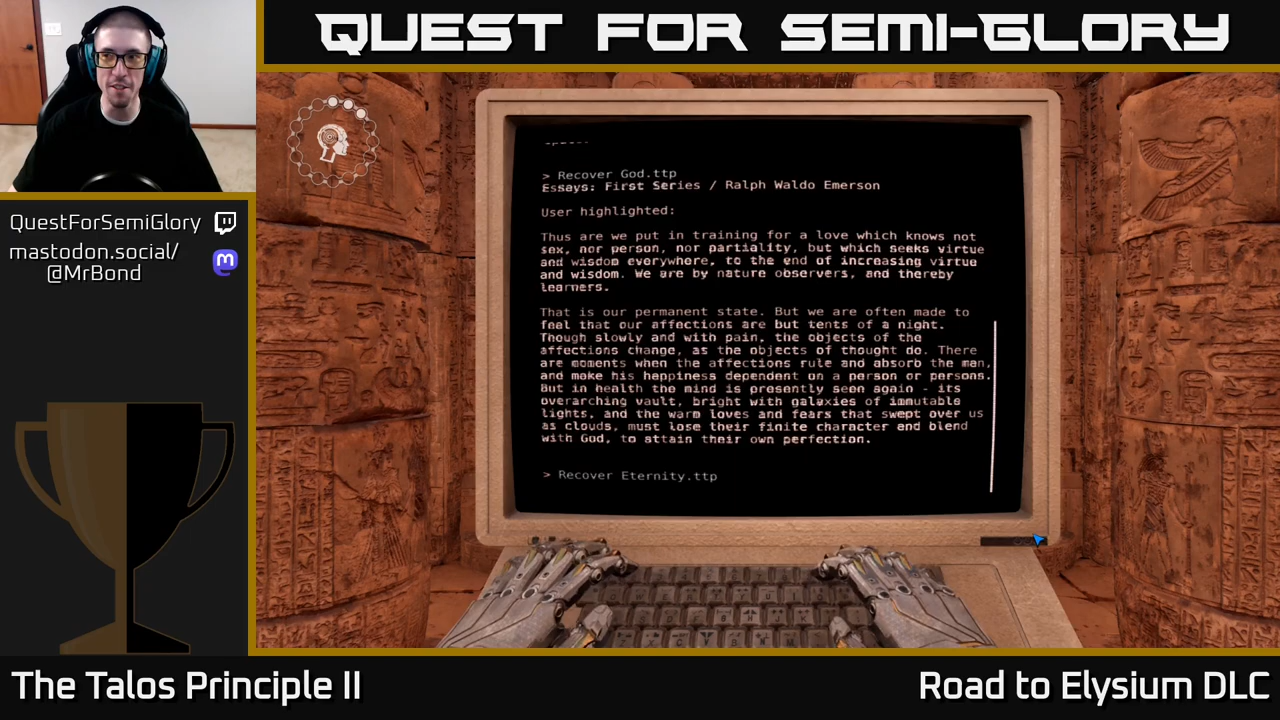 QUEST FOR SEMI-GLORY
QuestForSemiGlory
mastodon.social/
@MrBond
> Recover God.ttp
Essays: First Series / Ralph Waldo Emerson
User highlighted:
Thus are we put in training for a love which knows not
sex, nor person, nor partiality, but which seeks virtue
and wisdom everywhere, to the end of increasing virtue
and wisdom. We are by nature observers, and thereby
learners.
That is our permanent state. But we are often made to
feel that our affections are but tents of a night.
Though slowly and with pain, the objects of the
affections change, as the objects of thought do. There
are moments when the affections rule and absorb the man,
and make his happiness dependent on a person or persons.
But in health the mind is presently seen again - its
overarching vault, bright with galaxies of immutable
lights, and the warm loves and fears that swept over us
as clouds, must lose their finite character and blend
with God, to attain their own perfection.
> Recover Eternity.ttp
The Talos Principle II
Road to Elysium DLC